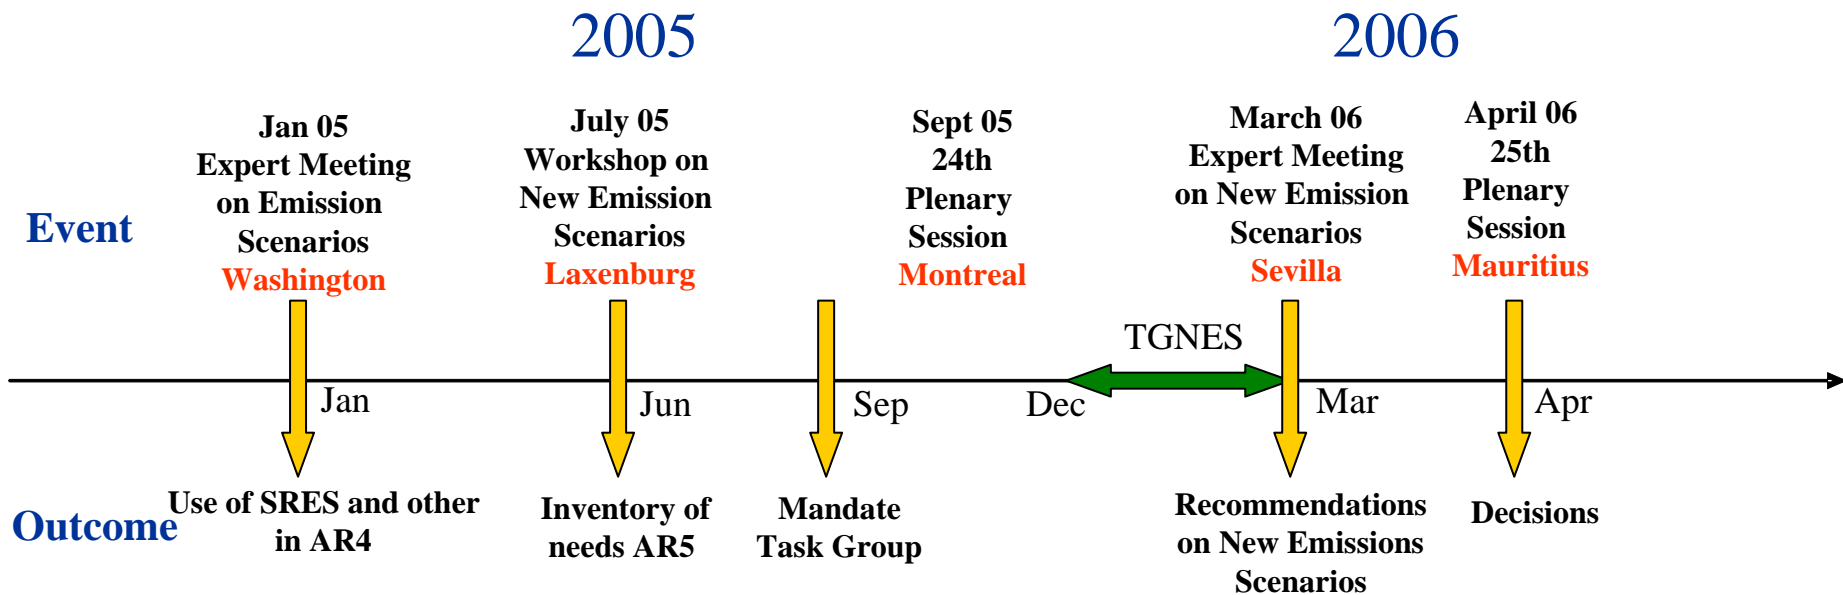 2005
2006
Event
Jan 05
Expert Meeting
on Emission
Scenarios
Washington
July 05
Workshop on
New Emission
Scenarios
Laxenburg
Sept 05
24th
Plenary
Session
Montreal
March 06
Expert Meeting
on New Emission
Scenarios
Sevilla
April 06
25th
Plenary
Session
Mauritius
TGNES
Jan
Jun
Sep
Dec
Mar
Apr
Outcome
Use of SRES and other
in AR4
Inventory of
needs AR5
Mandate
Task Group
Recommendations
on New Emissions
Scenarios
Decisions